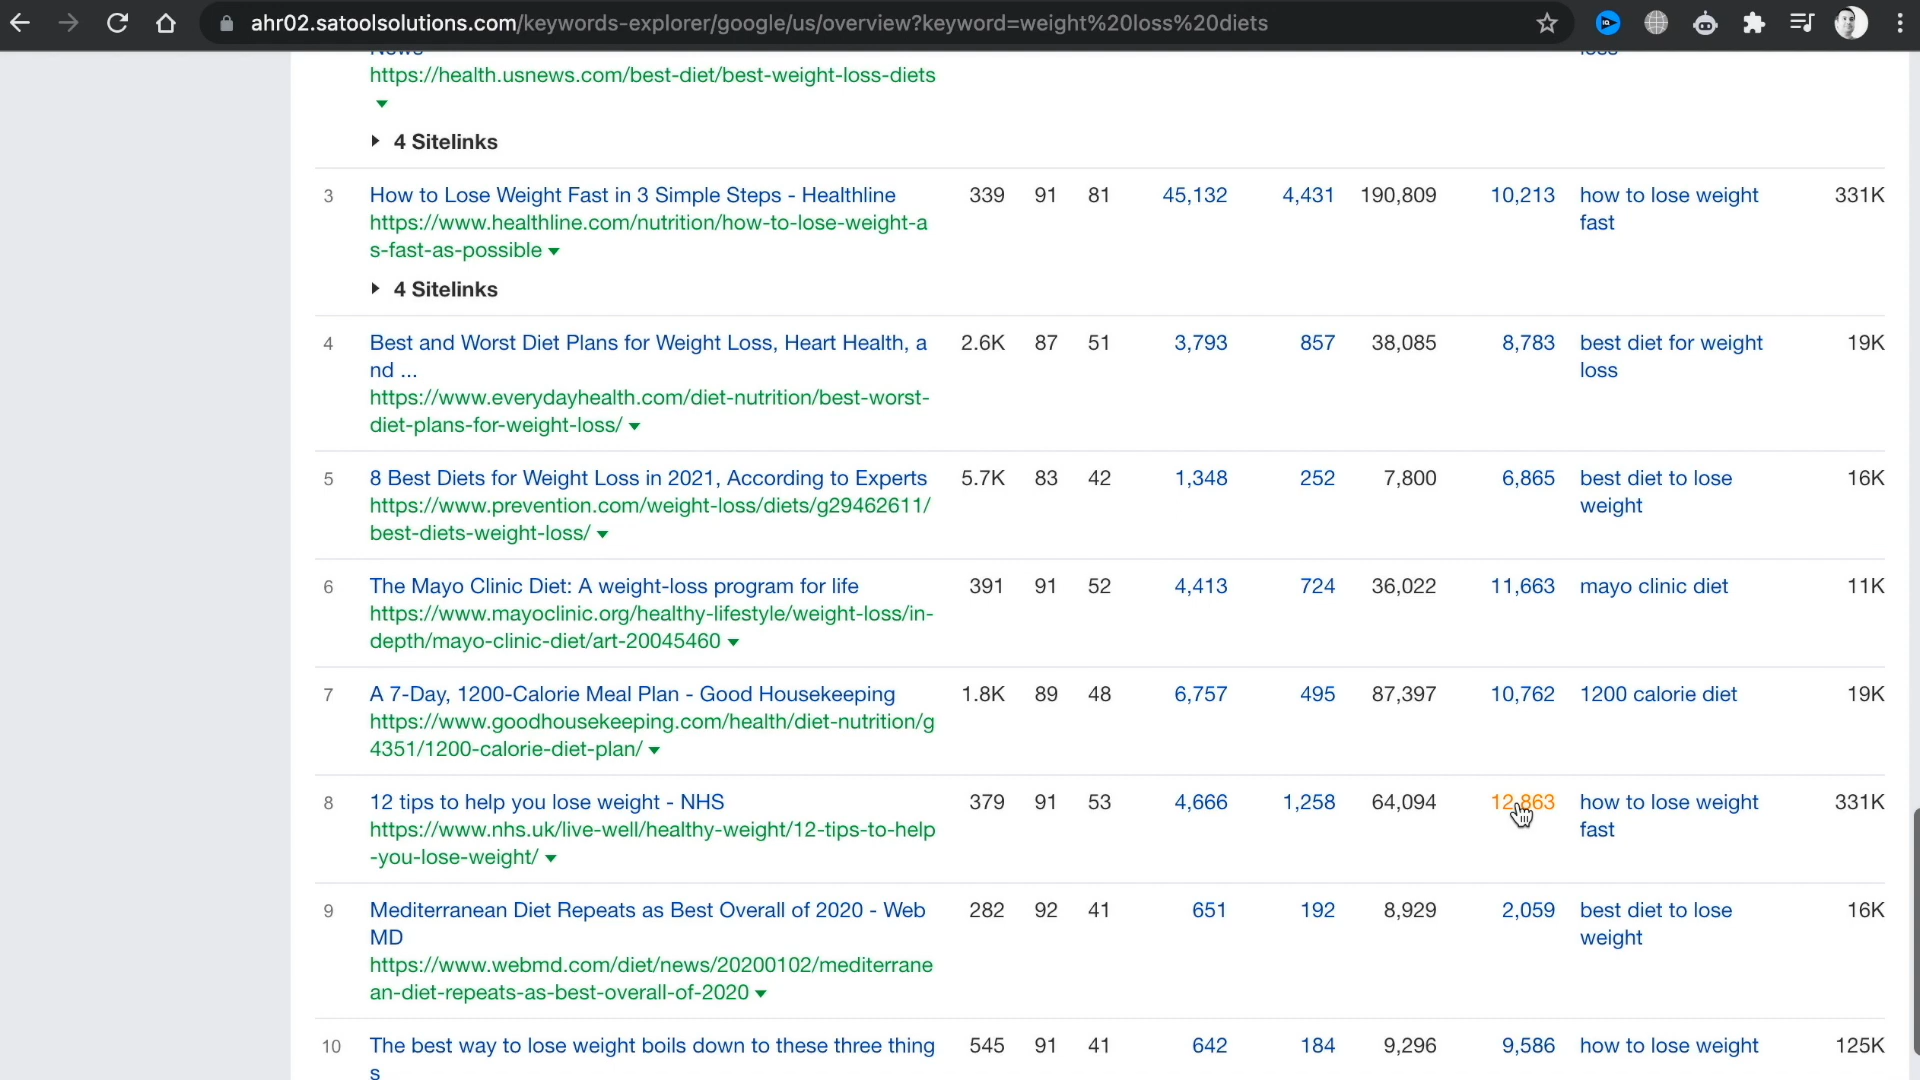 ahr02.satoolsolutions.com/keywords-explorer/google/us/overview?keyword=weight%20loss%20diets
News
loss
https://health.usnews.com/best-diet/best-weight-loss-diets
4 Sitelinks
3 How to Lose Weight Fast in 3 Simple Steps - Healthline 339 91 81 45,132 4,431 190,809 10,213 how to lose weight 331K
https://www.healthline.com/nutrition/how-to-lose-weight-a fast
s-fast-as-possible
4 Sitelinks
4 Best and Worst Diet Plans for Weight Loss, Heart Health, a 2.6K 87 51 3,793 857 38,085 8,783 best diet for weight 19K
nd ... loss
https://www.everydayhealth.com/diet-nutrition/best-worst-
diet-plans-for-weight-loss/
5 8 Best Diets for Weight Loss in 2021, According to Experts 5.7K 83 42 1,348 252 7,800 6,865 best diet to lose 16K
https://www.prevention.com/weight-loss/diets/g29462611/ weight
best-diets-weight-loss/
6 The Mayo Clinic Diet: A weight-loss program for life 391 91 52 4,413 724 36,022 11,663 mayo clinic diet 11K
https://www.mayoclinic.org/healthy-lifestyle/weight-loss/in-
depth/mayo-clinic-diet/art-20045460
7 A 7-Day, 1200-Calorie Meal Plan - Good Housekeeping 1.8K 89 48 6,757 495 87,397 10,762 1200 calorie diet 19K
https://www.goodhousekeeping.com/health/diet-nutrition/g
4351/1200-calorie-diet-plan/
8 12 tips to help you lose weight - NHS 379 91 53 4,666 1,258 64,094 12,863 how to lose weight 331K
https://www.nhs.uk/live-well/healthy-weight/12-tips-to-help fast
-you-lose-weight/
9 Mediterranean Diet Repeats as Best Overall of 2020 - Web 282 92 41 651 192 8,929 2,059 best diet to lose 16K
MD weight
https://www.webmd.com/diet/news/20200102/mediterrane
an-diet-repeats-as-best-overall-of-2020
10 The best way to lose weight boils down to these three thing 545 91 41 642 184 9,296 9,586 how to lose weight 125K
s